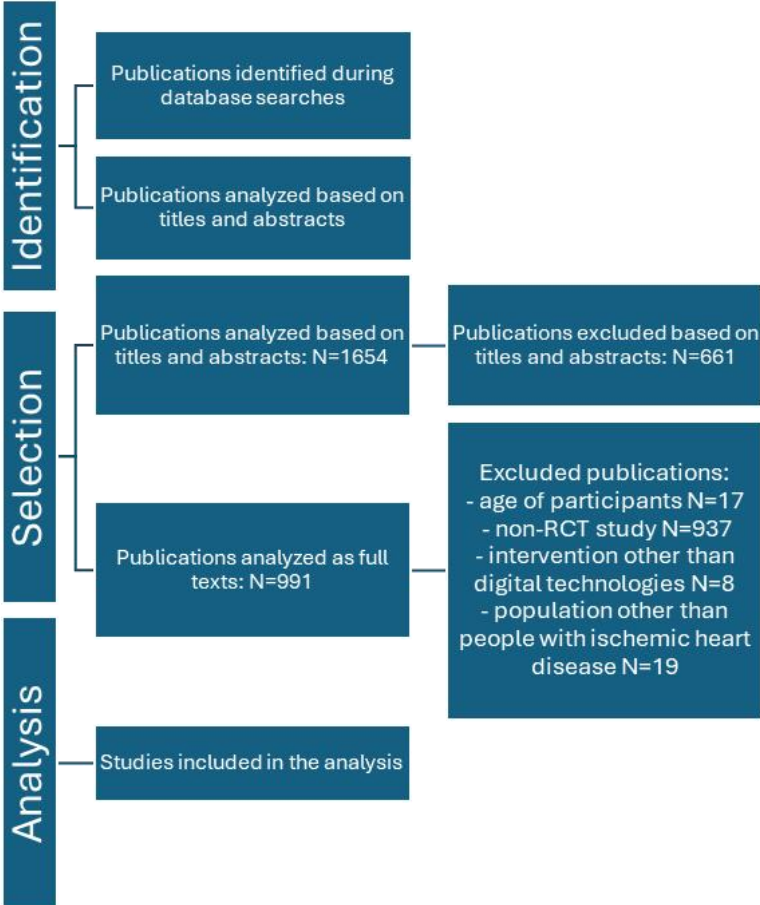 Identification
Publications identified during
database searches
Publications analyzed based on
titles and abstracts
Selection
Publications analyzed based on
titles and abstracts: N=1654
Publications excluded based on
titles and abstracts: N=661
Publications analyzed as full
texts: N=991
Excluded publications:
- age of participants N=17
- non-RCT study N=937
- intervention other than
digital technologies N=8
- population other than
people with ischemic heart
disease N=19
Analysis
Studies included in the analysis